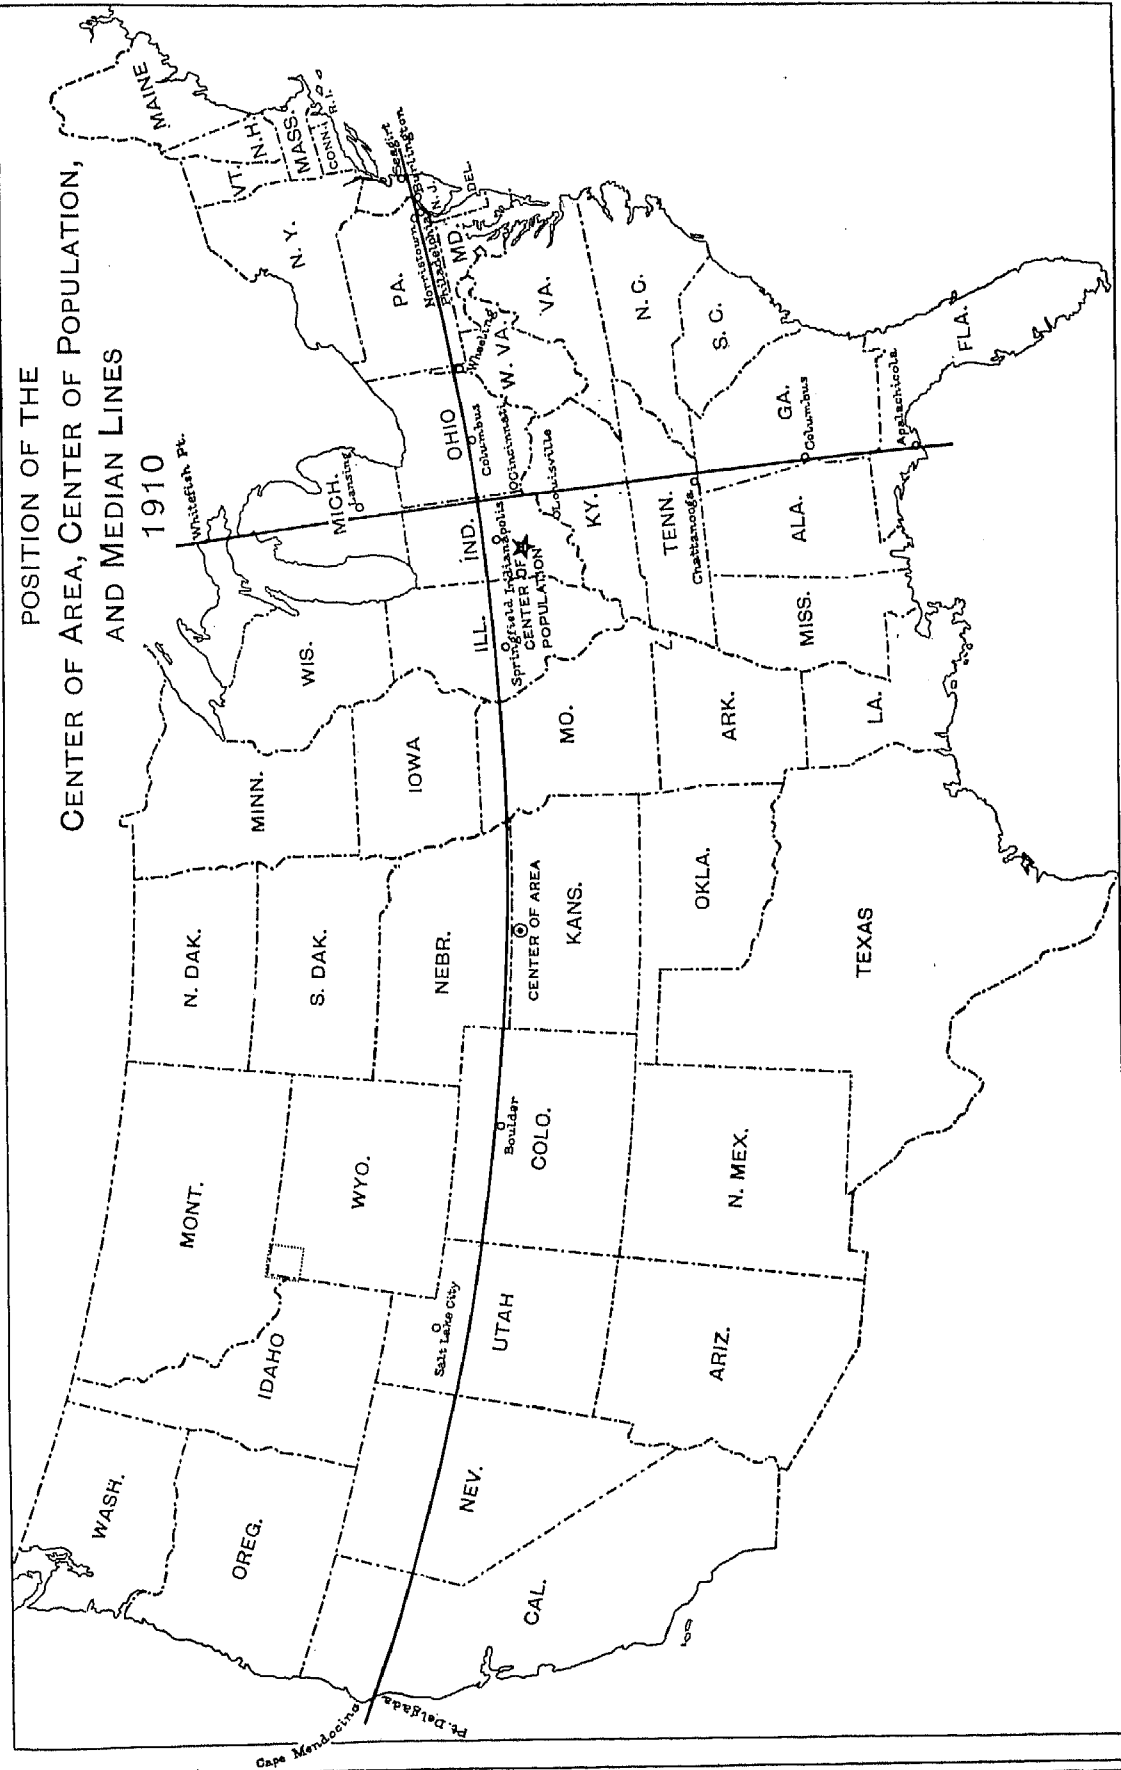 POSITION OF THE
CENTER OF AREA, CENTER OF POPULATION,
AND MEDIAN LINES
1910
Whitefish Pt.
MAINE
VT.
N.H.
MASS.
CONN.
R.I.
N. Y.
Seagirt
Burlington
N.J.
DEL.
MD.
Norristown
Philadelphia
PA.
Wheeling
W. VA.
VA.
N. C.
S. C.
GA.
Columbus
FLA.
Apalachicola
OHIO
Columbus
Cincinnati
Louisville
KY.
TENN.
Chattanooga
ALA.
MICH.
Lansing
IND.
Indianapolis
CENTER OF
POPULATION
ILL.
Springfield
MISS.
WIS.
MINN.
IOWA
MO.
ARK.
LA.
N. DAK.
S. DAK.
NEBR.
CENTER OF AREA
KANS.
OKLA.
TEXAS
MONT.
WYO.
Boulder
COLO.
N. MEX.
IDAHO
Salt Lake City
UTAH
ARIZ.
WASH.
OREG.
NEV.
CAL.
Cape Mendocino
Pt. Delgada